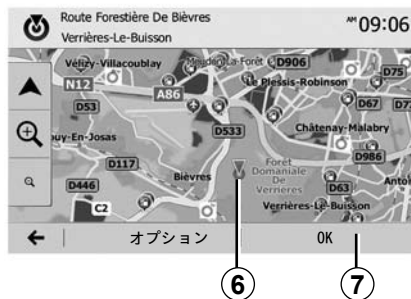 Route Forestière De Bièvres
Verrières-Le-Buisson
AM 09:06
Vélizy-Villacoublay
Meudon-La-Forêt
D906
Le Plessis-Robinson
D75
N12
A86
D53
D67
D533
Châtenay-Malabry
ouy-En-Josas
D117
D986
Forêt
Domaniale
De
Verrières
Bièvres
D446
D63
Anto
C2
Verrières-Le-Buisson
オプション
OK
6
7